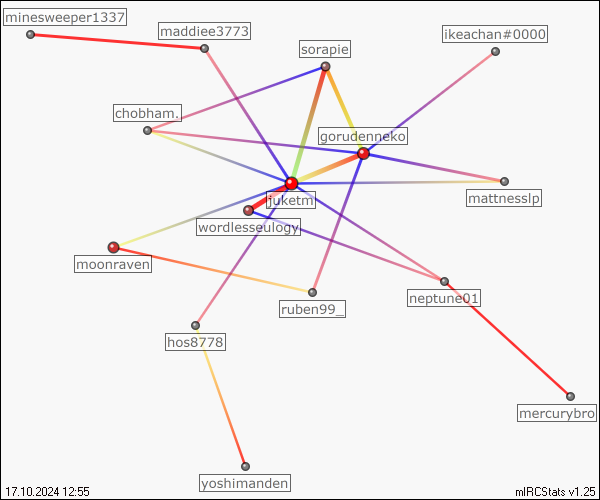 minesweeper1337
maddiee3773
ikeachan#0000
sorapie
chobham.
gorudenneko
mattnesslp
juketm
wordlesseulogy
moonraven
neptune01
ruben99_
hos8778
mercurybro
yoshimanden
17.10.2024 12:55
mIRCStats v1.25